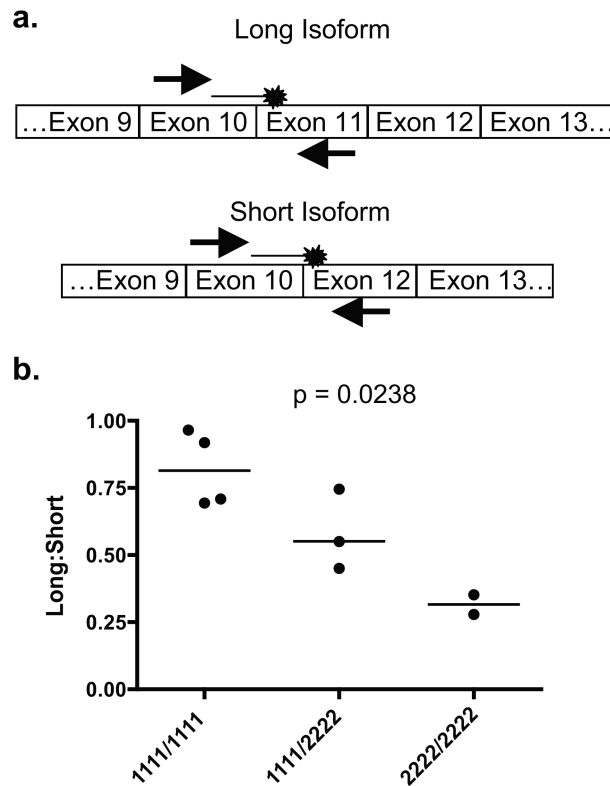 a.
Long Isoform
...Exon 9 Exon 10 Exon 11 Exon 12 Exon 13...
Short Isoform
...Exon 9 Exon 10 Exon 12 Exon 13...
b.
p = 0.0238
1.00
0.75
0.50
0.25
0.00
Long:Short
1111/1111
1111/2222
2222/2222